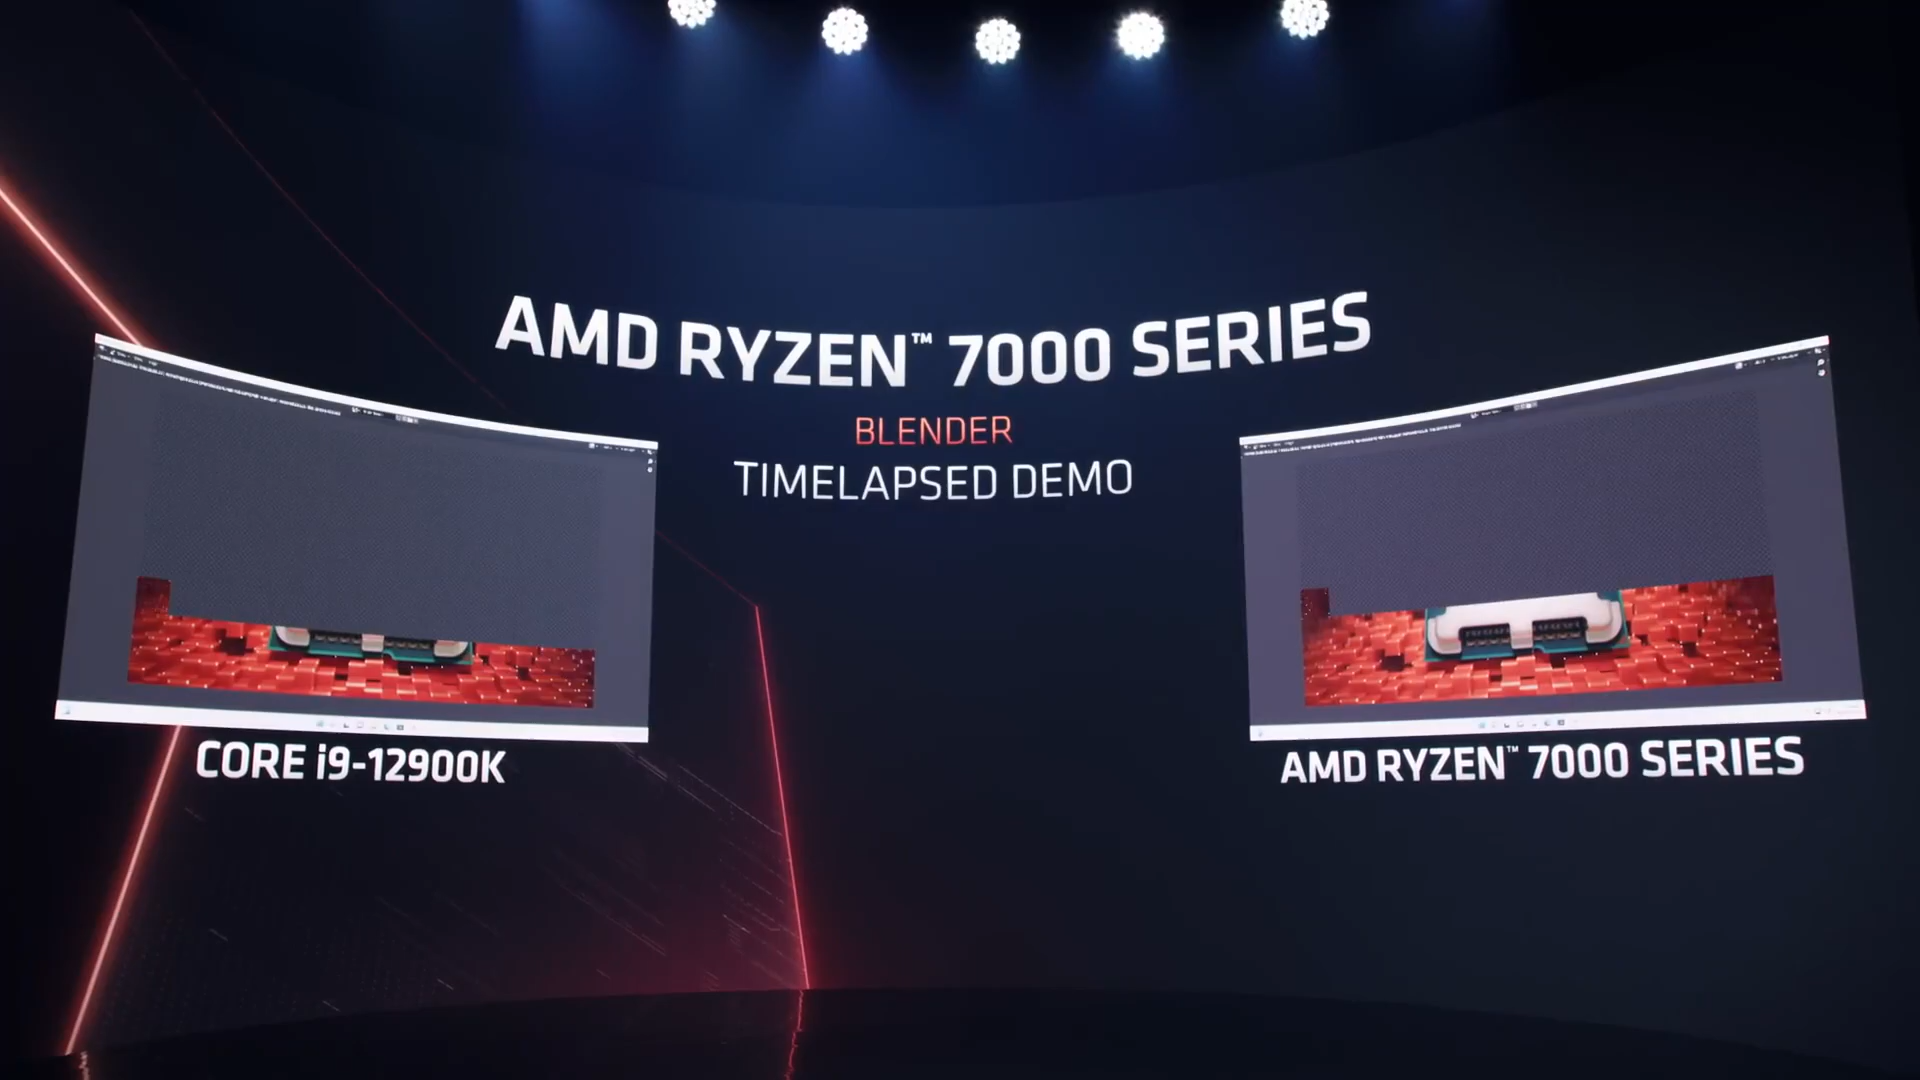 AMD RYZEN™ 7000 SERIES
BLENDER
TIMELAPSED DEMO
CORE i9-12900K
AMD RYZEN™ 7000 SERIES